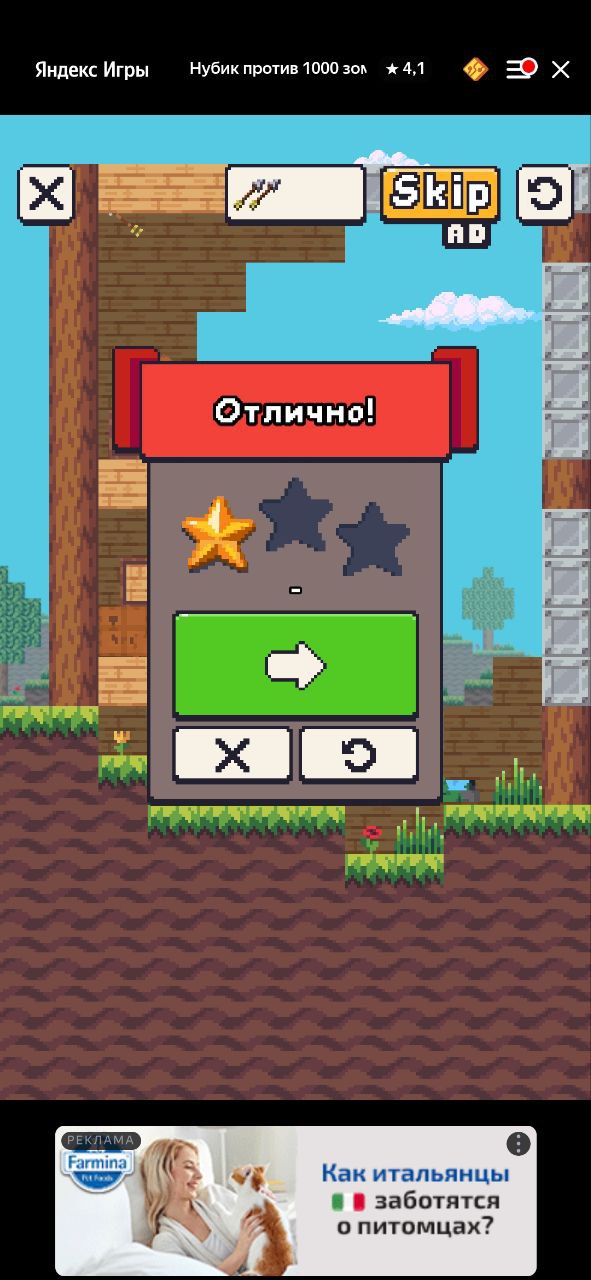 Яндекс Игры
Нубик против 1000 зом
★ 4,1
Skip
AD
Отлично!
-
РЕКЛАМА
Farmina
Pet Foods
Как итальянцы
заботятся
о питомцах?